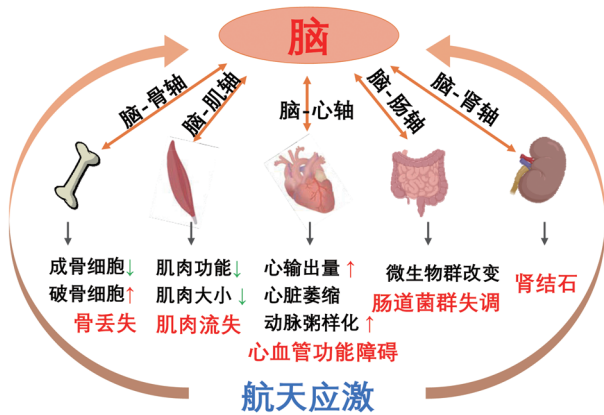 脑
脑-骨轴
脑-肌轴
脑-心轴
脑-肠轴
脑-肾轴
成骨细胞↓
破骨细胞↑
骨丢失
肌肉功能↓
肌肉大小↓
肌肉流失
心输出量↑
心脏萎缩
动脉粥样化↑
心血管功能障碍
微生物群改变
肠道菌群失调
肾结石
航天应激